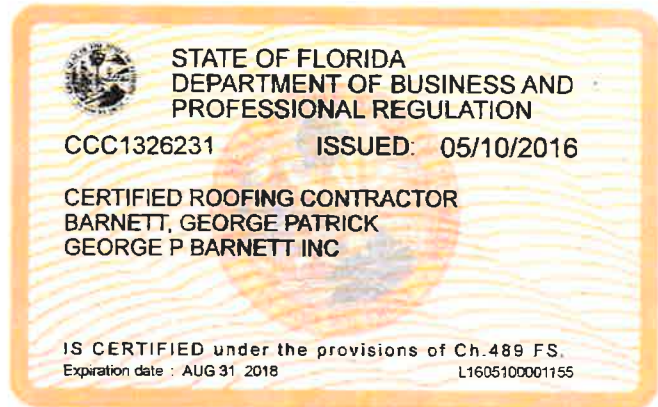 STATE OF FLORIDA
DEPARTMENT OF BUSINESS AND
PROFESSIONAL REGULATION
CCC1326231 ISSUED: 05/10/2016
CERTIFIED ROOFING CONTRACTOR
BARNETT, GEORGE PATRICK
GEORGE P BARNETT INC
IS CERTIFIED under the provisions of Ch.489 FS.
Expiration date : AUG 31 2018 L1605100001155